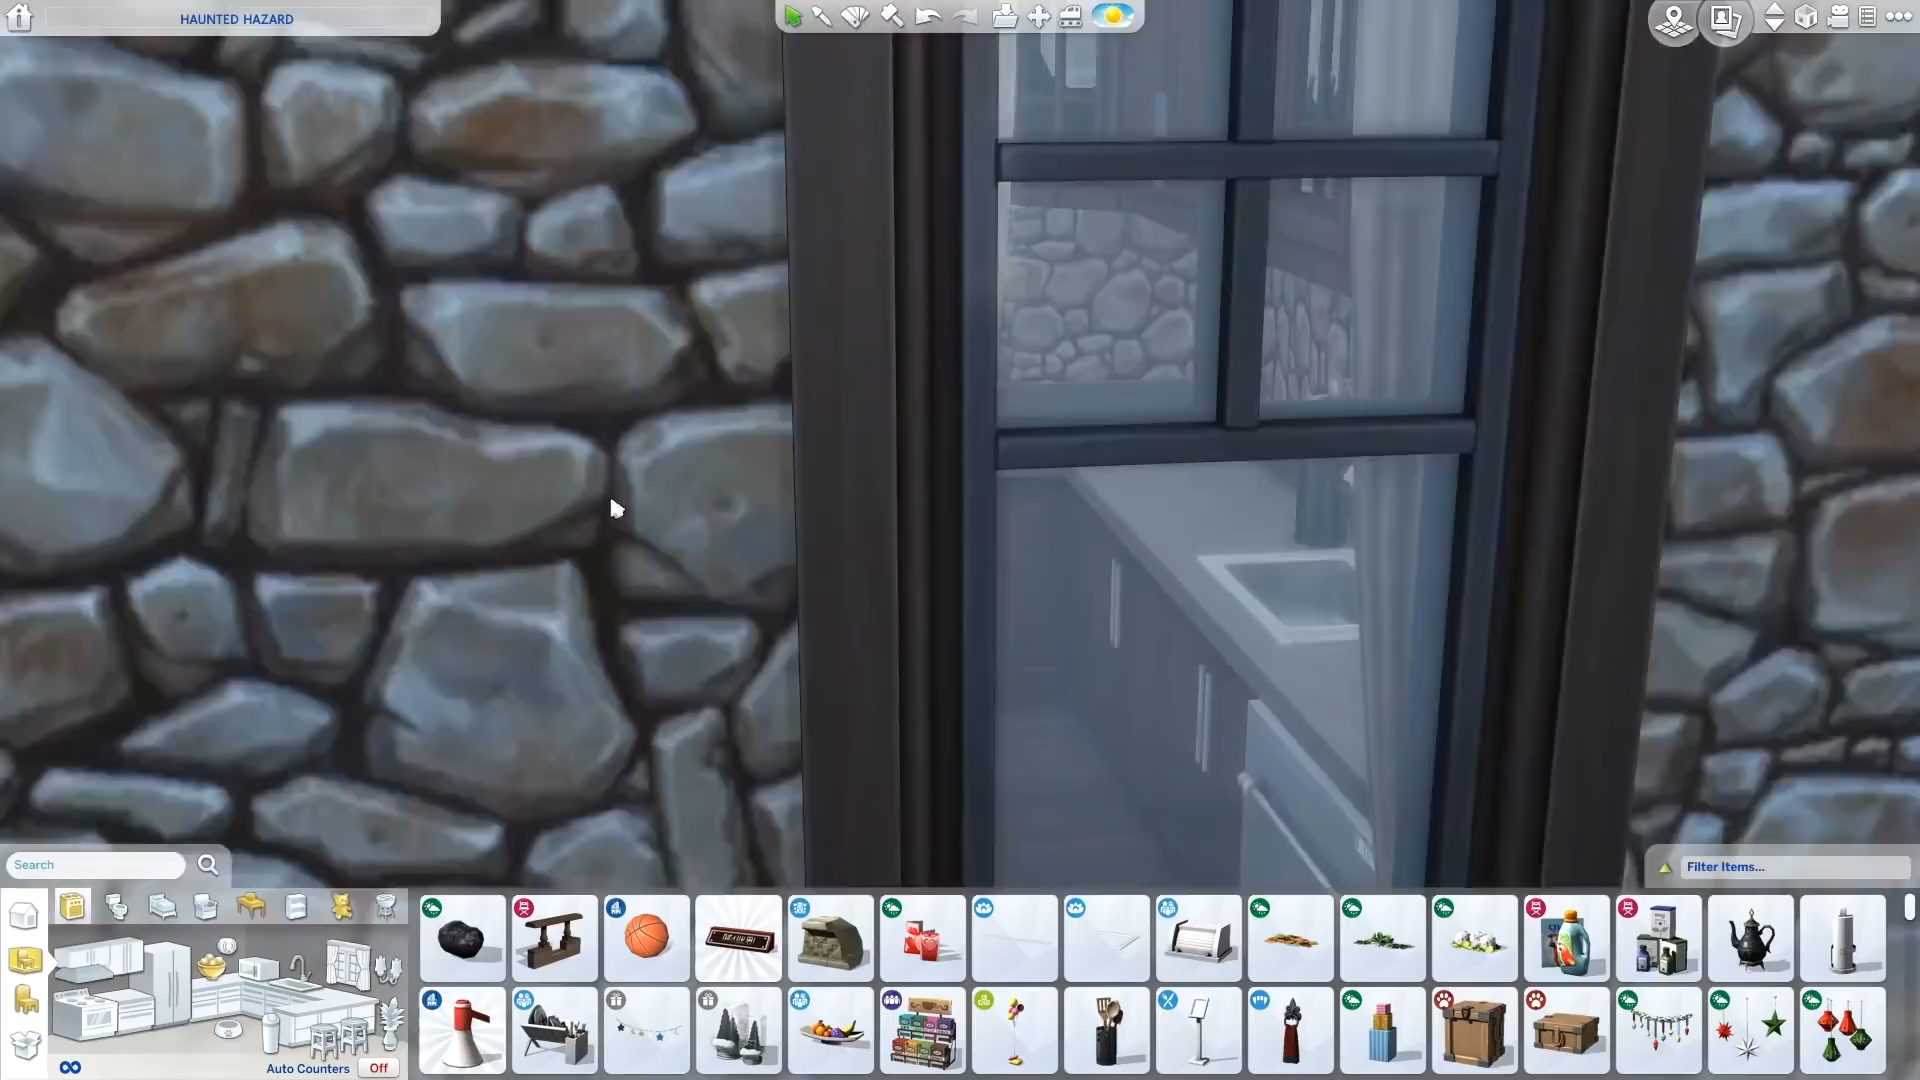 HAUNTED HAZARD
Search
Filter Items...
Auto Counters
Off